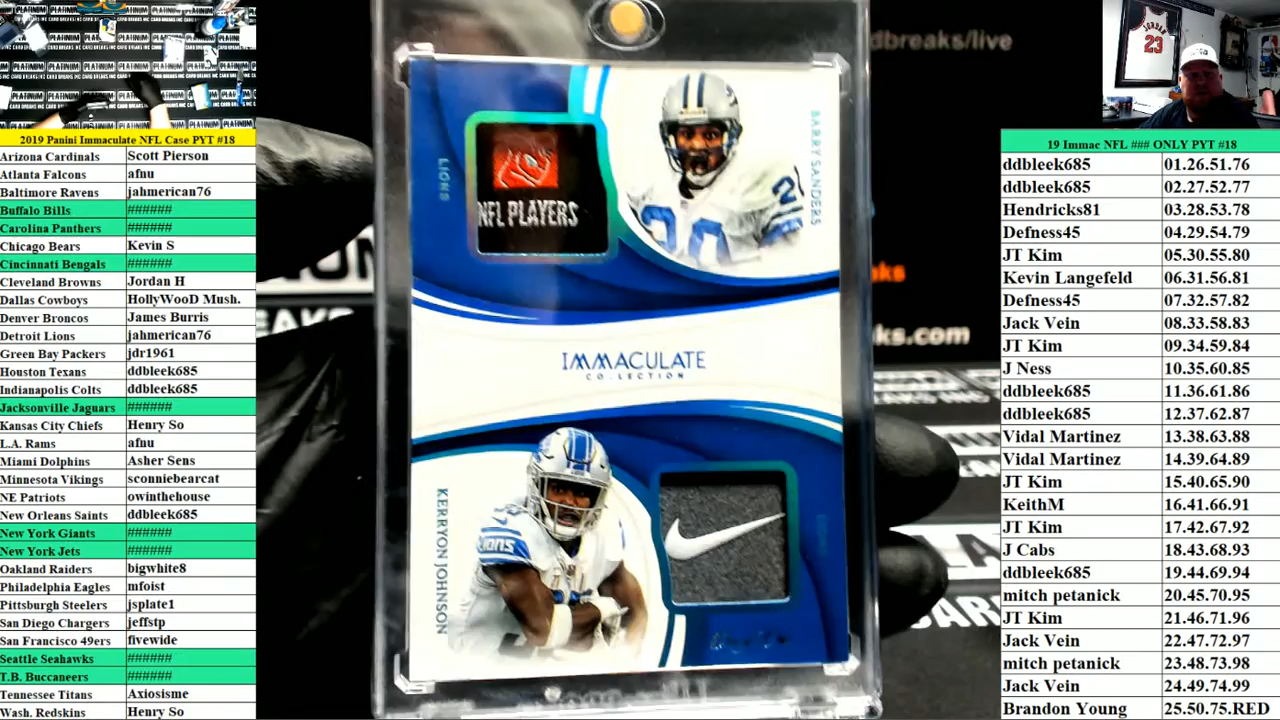 2019 Panini Immaculate NFL Case PYT #18
Arizona Cardinals Scott Pierson
Atlanta Falcons afnu
Baltimore Ravens jahmerican76
Buffalo Bills ######
Carolina Panthers ######
Chicago Bears Kevin S
Cincinnati Bengals ######
Cleveland Browns Jordan H
Dallas Cowboys HollyWooD Mush.
Denver Broncos James Burris
Detroit Lions jahmerican76
Green Bay Packers jdr1961
Houston Texans ddbleek685
Indianapolis Colts ddbleek685
Jacksonville Jaguars ######
Kansas City Chiefs Henry So
L.A. Rams afnu
Miami Dolphins Asher Sens
Minnesota Vikings sconniebearcat
NE Patriots owinthehouse
New Orleans Saints ddbleek685
New York Giants ######
New York Jets ######
Oakland Raiders bigwhite8
Philadelphia Eagles mfoist
Pittsburgh Steelers jsplate1
San Diego Chargers jeffstp
San Francisco 49ers fivewide
Seattle Seahawks ######
T.B. Buccaneers ######
Tennessee Titans Axiosisme
Wash. Redskins Henry So
LIONS
NFL PLAYERS
BARRY SANDERS
20
IMMACULATE
COLLECTION
KERRYON JOHNSON
LIONS
JORDAN
23
19 Immac NFL ### ONLY PYT #18
ddbleek685 01.26.51.76
ddbleek685 02.27.52.77
Hendricks81 03.28.53.78
Defness45 04.29.54.79
JT Kim 05.30.55.80
Kevin Langefeld 06.31.56.81
Defness45 07.32.57.82
Jack Vein 08.33.58.83
JT Kim 09.34.59.84
J Ness 10.35.60.85
ddbleek685 11.36.61.86
ddbleek685 12.37.62.87
Vidal Martinez 13.38.63.88
Vidal Martinez 14.39.64.89
JT Kim 15.40.65.90
KeithM 16.41.66.91
JT Kim 17.42.67.92
J Cabs 18.43.68.93
ddbleek685 19.44.69.94
mitch petanick 20.45.70.95
JT Kim 21.46.71.96
Jack Vein 22.47.72.97
mitch petanick 23.48.73.98
Jack Vein 24.49.74.99
Brandon Young 25.50.75.RED